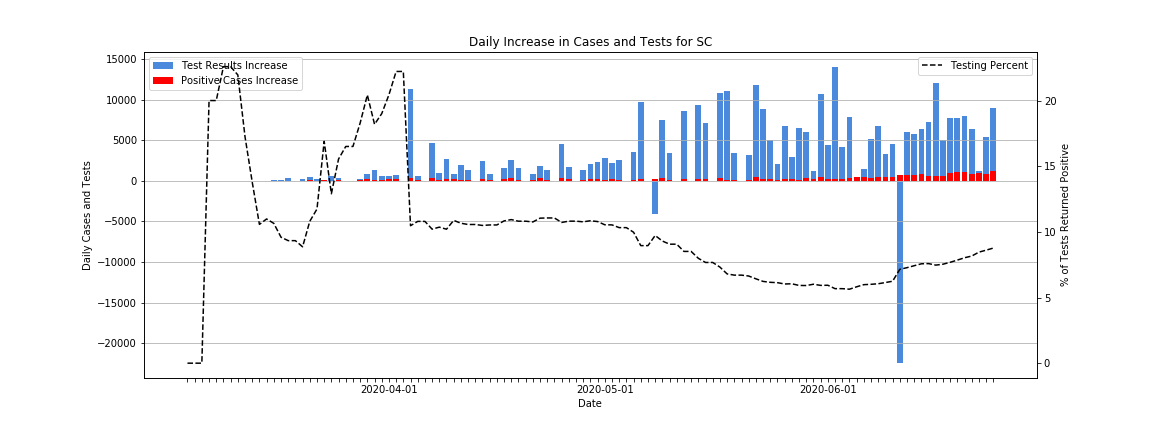 Daily Increase in Cases and Tests for SC
Test Results Increase
Positive Cases Increase
Testing Percent
15000
10000
5000
0
−5000
−10000
−15000
−20000
Daily Cases and Tests
20
15
10
5
0
% of Tests Returned Positive
2020-04-01
2020-05-01
2020-06-01
Date